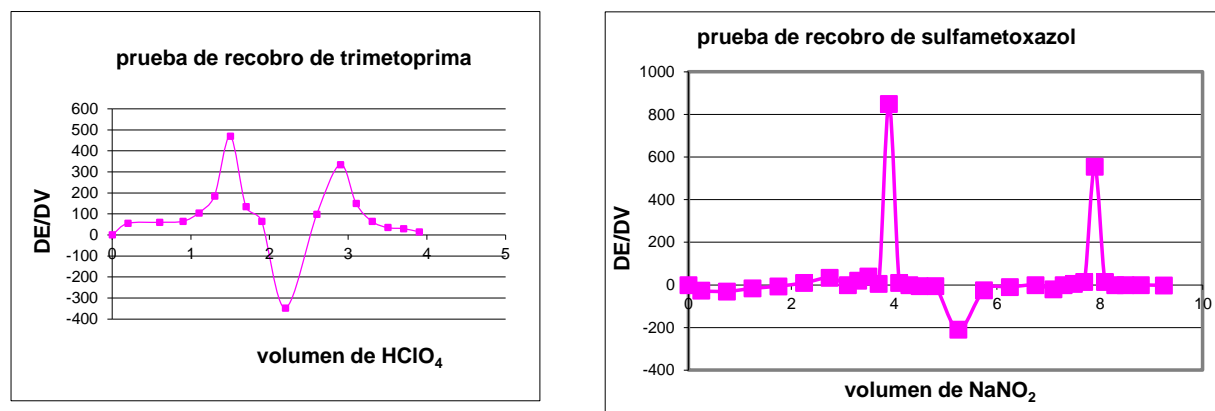 prueba de recobro de trimetoprima
600
500
400
300
200
100
0
-100
-200
-300
-400
DE/DV
0 1 2 3 4 5
volumen de HClO₄
prueba de recobro de sulfametoxazol
1000
800
600
400
200
0
-200
-400
DE/DV
0 2 4 6 8 10
volumen de NaNO₂